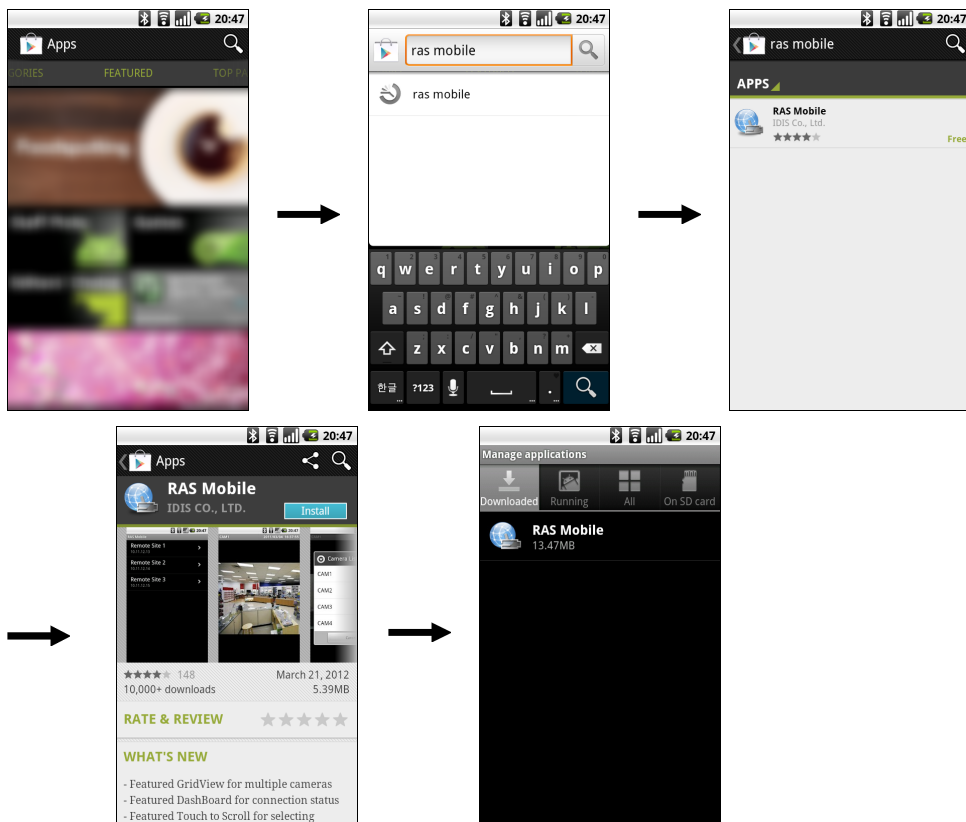 20:47
Apps
GORIES FEATURED TOP PA
20:47
ras mobile
ras mobile
q w e r t y u i o p
a s d f g h j k l
z x c v b n m
한글 ?123 . ...
20:47
ras mobile
APPS
RAS Mobile
IDIS Co., Ltd.
Free
20:47
Apps
RAS Mobile
IDIS CO., LTD.
Install
Remote Site 1
Remote Site 2
Remote Site 3
CAM1
CAM2
CAM3
CAM4
148 March 21, 2012
10,000+ downloads 5.39MB
RATE & REVIEW
WHAT'S NEW
- Featured GridView for multiple cameras
- Featured DashBoard for connection status
- Featured Touch to Scroll for selecting
20:47
Manage applications
Downloaded Running All On SD card
RAS Mobile
13.47MB